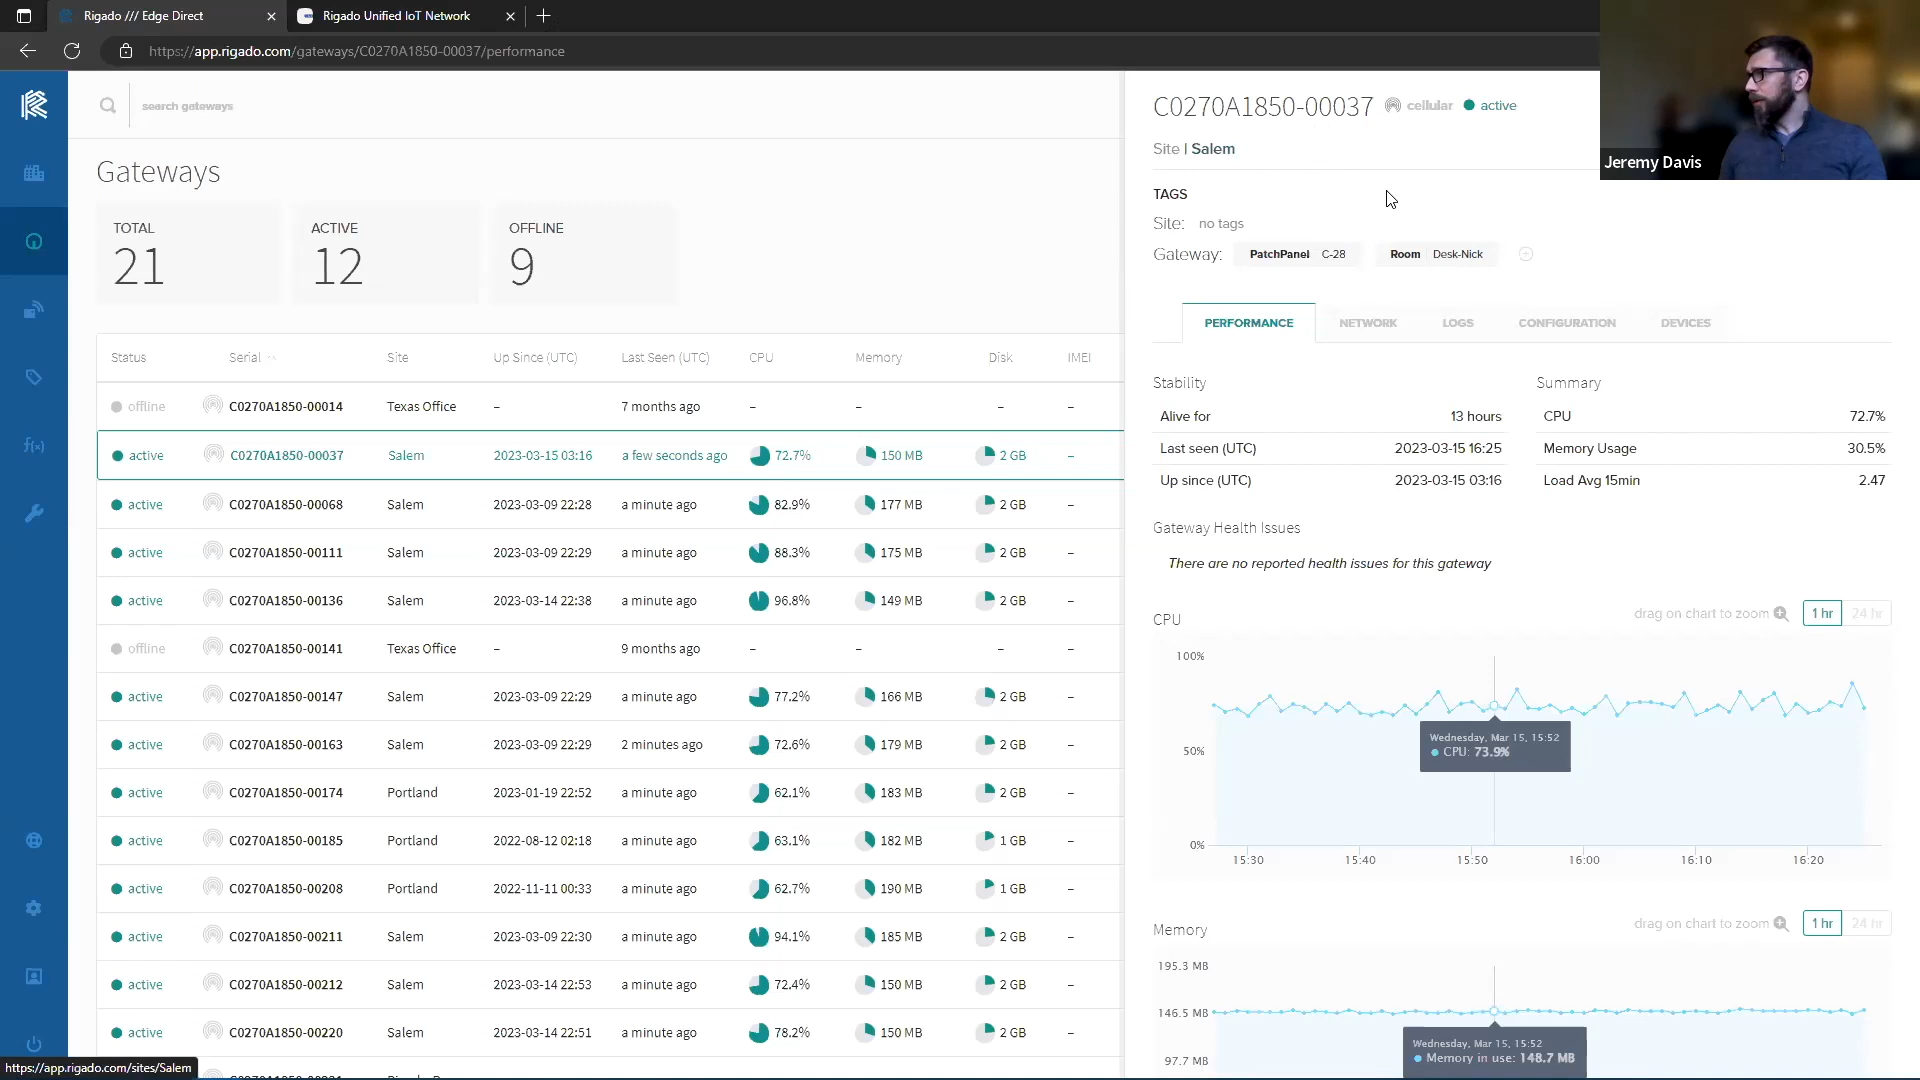 Rigado /// Edge Direct
Rigado Unified IoT Network
https://app.rigado.com/gateways/C0270A1850-00037/performance
search gateways
Gateways
TOTAL ACTIVE OFFLINE
21 12 9
Status Serial Site Up Since (UTC) Last Seen (UTC) CPU Memory Disk IMEI
offline C0270A1850-00014 Texas Office – 7 months ago – – – –
active C0270A1850-00037 Salem 2023-03-15 03:16 a few seconds ago 72.7% 150 MB 2 GB –
active C0270A1850-00068 Salem 2023-03-09 22:28 a minute ago 82.9% 177 MB 2 GB –
active C0270A1850-00111 Salem 2023-03-09 22:29 a minute ago 88.3% 175 MB 2 GB –
active C0270A1850-00136 Salem 2023-03-14 22:38 a minute ago 96.8% 149 MB 2 GB –
offline C0270A1850-00141 Texas Office – 9 months ago – – – –
active C0270A1850-00147 Salem 2023-03-09 22:29 a minute ago 77.2% 166 MB 2 GB –
active C0270A1850-00163 Salem 2023-03-09 22:29 2 minutes ago 72.6% 179 MB 2 GB –
active C0270A1850-00174 Portland 2023-01-19 22:52 a minute ago 62.1% 183 MB 2 GB –
active C0270A1850-00185 Portland 2022-08-12 02:18 a minute ago 63.1% 182 MB 1 GB –
active C0270A1850-00208 Portland 2022-11-11 00:33 a minute ago 62.7% 190 MB 1 GB –
active C0270A1850-00211 Salem 2023-03-09 22:30 a minute ago 94.1% 185 MB 2 GB –
active C0270A1850-00212 Salem 2023-03-14 22:53 a minute ago 72.4% 150 MB 2 GB –
active C0270A1850-00220 Salem 2023-03-14 22:51 a minute ago 78.2% 150 MB 2 GB –
https://app.rigado.com/sites/Salem
f(x)
C0270A1850-00037 cellular active
Site | Salem
TAGS
Site: no tags
Gateway: PatchPanel C-28 Room Desk-Nick
PERFORMANCE NETWORK LOGS CONFIGURATION DEVICES
Stability
Alive for 13 hours
Last seen (UTC) 2023-03-15 16:25
Up since (UTC) 2023-03-15 03:16
Summary
CPU 72.7%
Memory Usage 30.5%
Load Avg 15min 2.47
Gateway Health Issues
There are no reported health issues for this gateway
CPU
drag on chart to zoom 1 hr 24 hr
100%
50%
0%
Wednesday, Mar 15, 15:52
CPU: 73.9%
15:30 15:40 15:50 16:00 16:10 16:20
Memory
drag on chart to zoom 1 hr 24 hr
195.3 MB
146.5 MB
97.7 MB
Wednesday, Mar 15, 15:52
Memory in use: 148.7 MB
Jeremy Davis